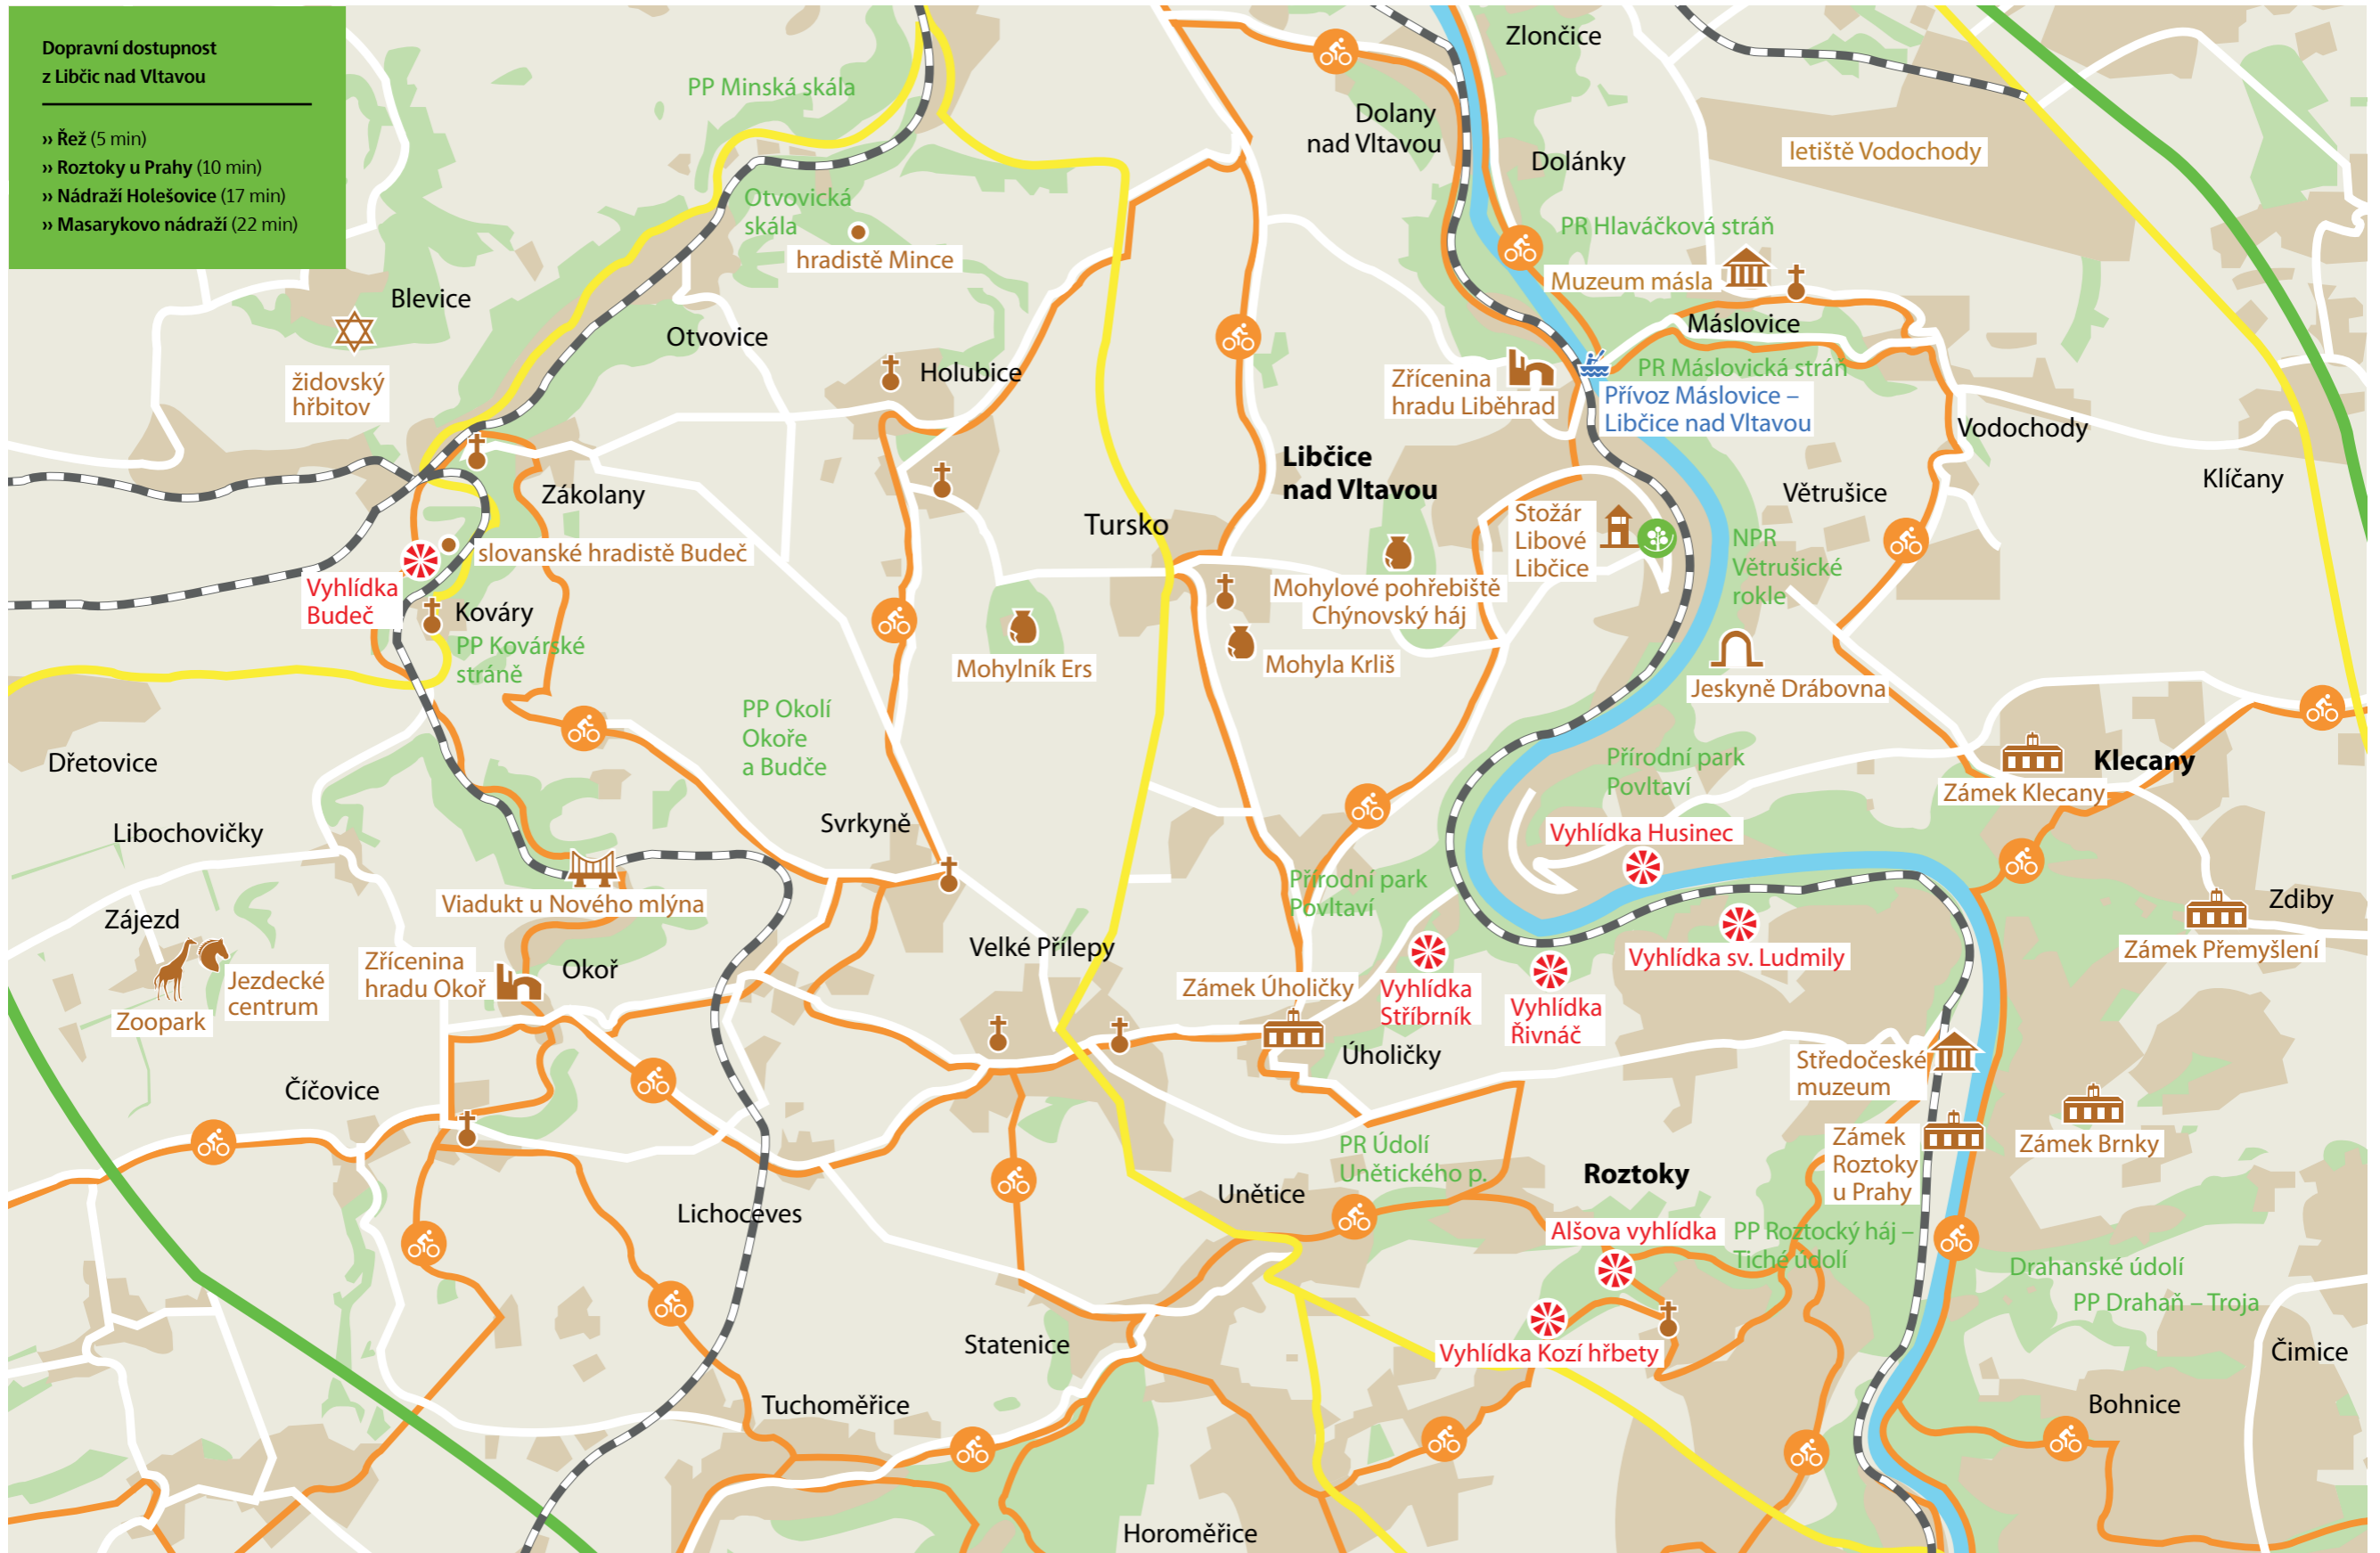 Dopravní dostupnost
z Libčic nad Vltavou
›› Řež (5 min)
›› Roztoky u Prahy (10 min)
›› Nádraží Holešovice (17 min)
›› Masarykovo nádraží (22 min)
Zlončice
PP Minská skála
Dolany
nad Vltavou
letiště Vodochody
Dolánky
Otvovická
skála
hradistě Mince
PR Hlaváčková stráň
Muzeum másla
Blevice
Otvovice
Máslovice
židovský
hřbitov
Holubice
Zřícenina
hradu Liběhrad
PR Máslovická stráň
Přívoz Máslovice –
Libčice nad Vltavou
Vodochody
Libčice
nad Vltavou
Klíčany
Zákolany
Větrušice
Tursko
Stožár
Libové
Libčice
NPR
Větrušické
rokle
slovanské hradistě Budeč
Vyhlídka
Budeč
Mohylové pohřebiště
Chýnovský háj
Kováry
PP Kovárské
stráně
Mohylník Ers
Mohyla Krliš
Jeskyně Drábovna
PP Okolí
Okoře
a Budče
Dřetovice
Přírodní park
Povltaví
Klecany
Zámek Klecany
Libochovičky
Svrkyně
Vyhlídka Husinec
Přírodní park
Povltaví
Viadukt u Nového mlýna
Zájezd
Zdiby
Velké Přílepy
Zámek Přemyšlení
Zřícenina
hradu Okoř
Okoř
Vyhlídka sv. Ludmily
Jezdecké
centrum
Zoopark
Zámek Úholičky
Vyhlídka
Stříbrník
Vyhlídka
Řivnáč
Úholičky
Středočeské
muzeum
Číčovice
Zámek
Roztoky
u Prahy
Zámek Brnky
PR Údolí
Unětického p.
Roztoky
Unětice
Lichoceves
Alšova vyhlídka
PP Roztocký háj –
Tiché údolí
Drahanské údolí
PP Drahaň – Troja
Statenice
Vyhlídka Kozí hřbety
Čimice
Tuchoměřice
Bohnice
Horoměřice